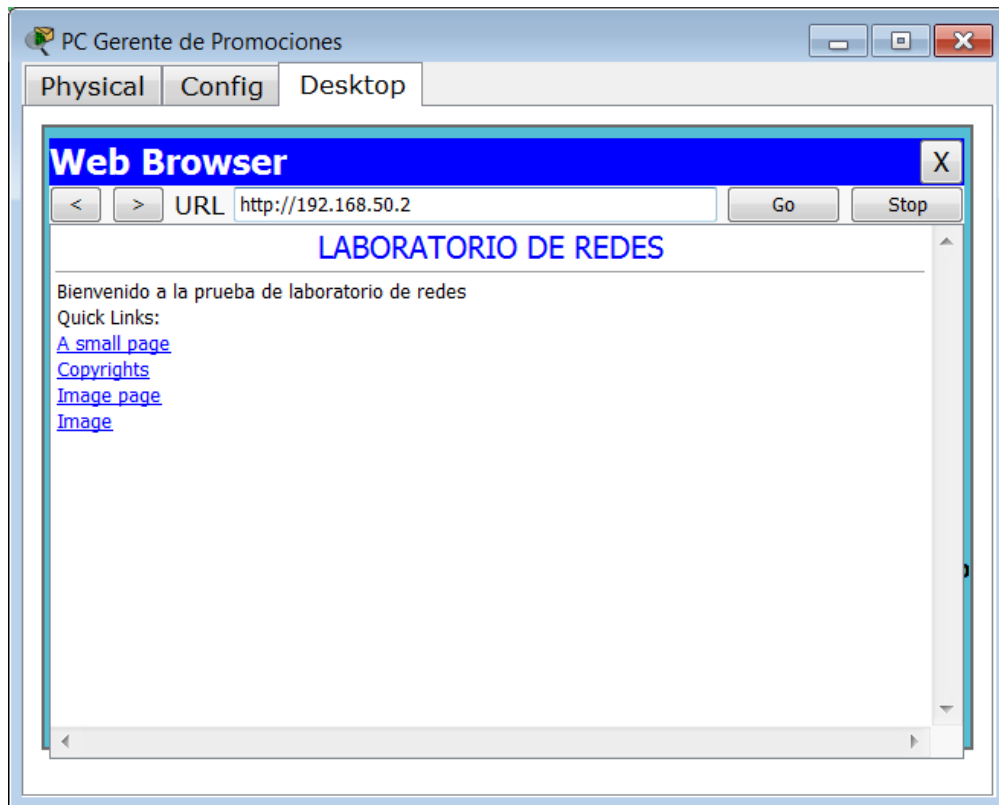 PC Gerente de Promociones
Physical Config Desktop
Web Browser X
< > URL http://192.168.50.2 Go Stop
LABORATORIO DE REDES
Bienvenido a la prueba de laboratorio de redes
Quick Links:
A small page
Copyrights
Image page
Image